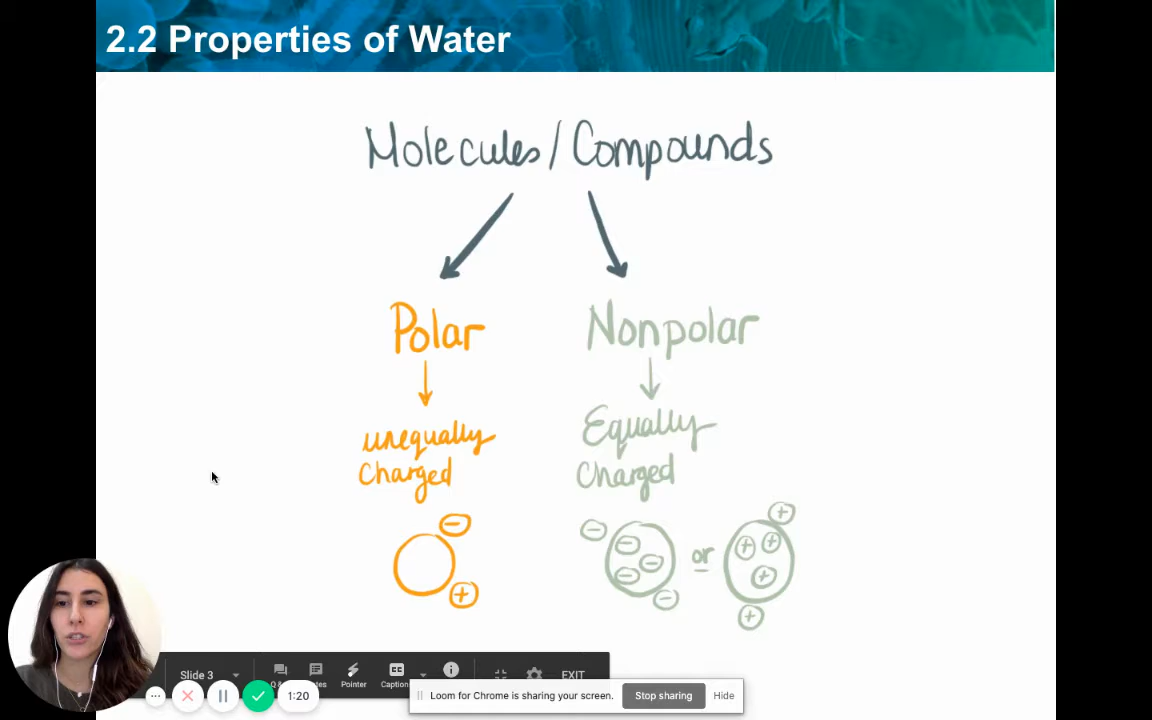 2.2 Properties of Water
Molecules / Compounds
Polar
Nonpolar
unequally
Charged
Equally
Charged
−
+
−
−
−
−
−
or
+
+
+
+
+
Slide 3
Pointer
Caption
EXIT
1:20
Loom for Chrome is sharing your screen.
Stop sharing
Hide